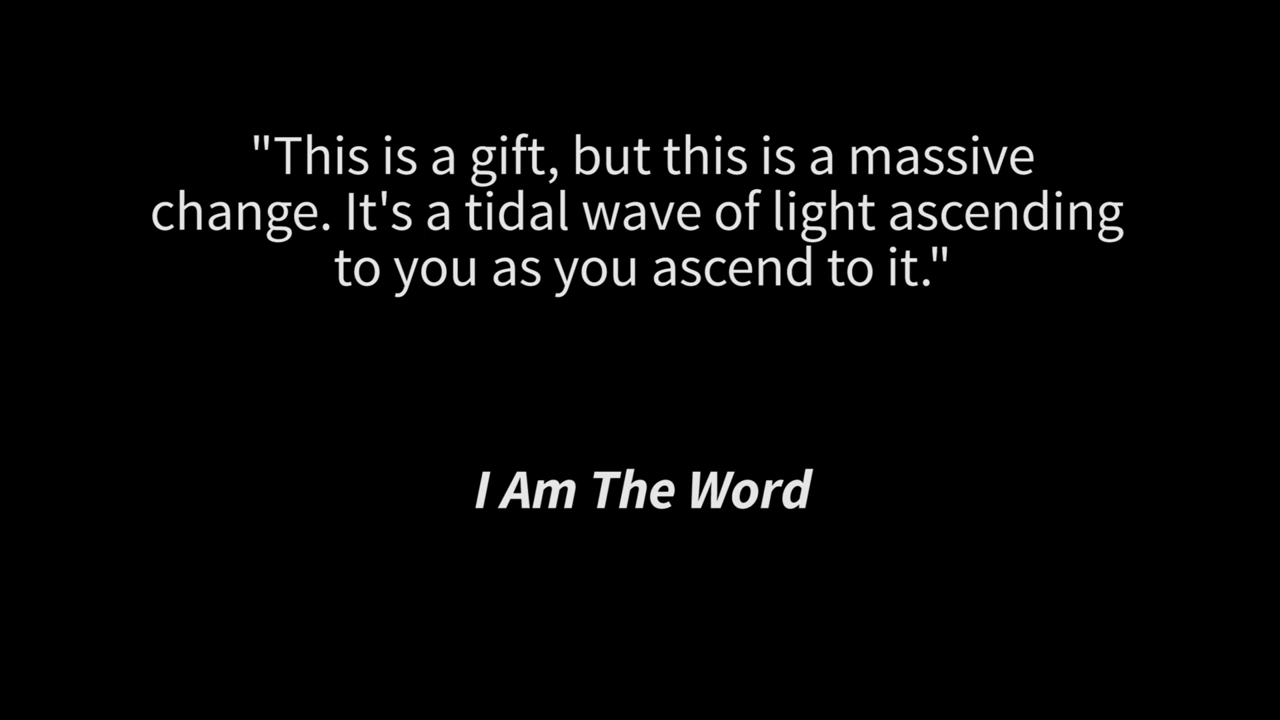 "This is a gift, but this is a massive
change. It's a tidal wave of light ascending
to you as you ascend to it."
I Am The Word